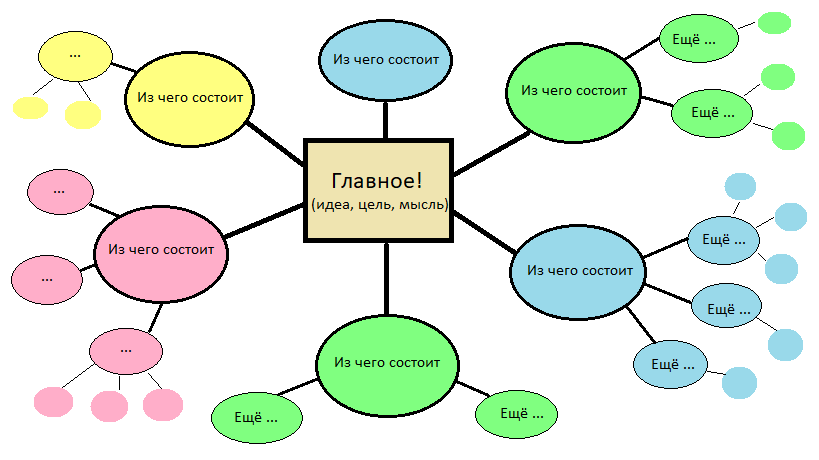 Из чего состоит
Ещё ...
...
Из чего состоит
Из чего состоит
Ещё ...
Главное!
(идея, цель, мысль)
...
Из чего состоит
Ещё ...
...
Из чего состоит
Ещё ...
...
Из чего состоит
Ещё ...
Ещё ...
Ещё ...